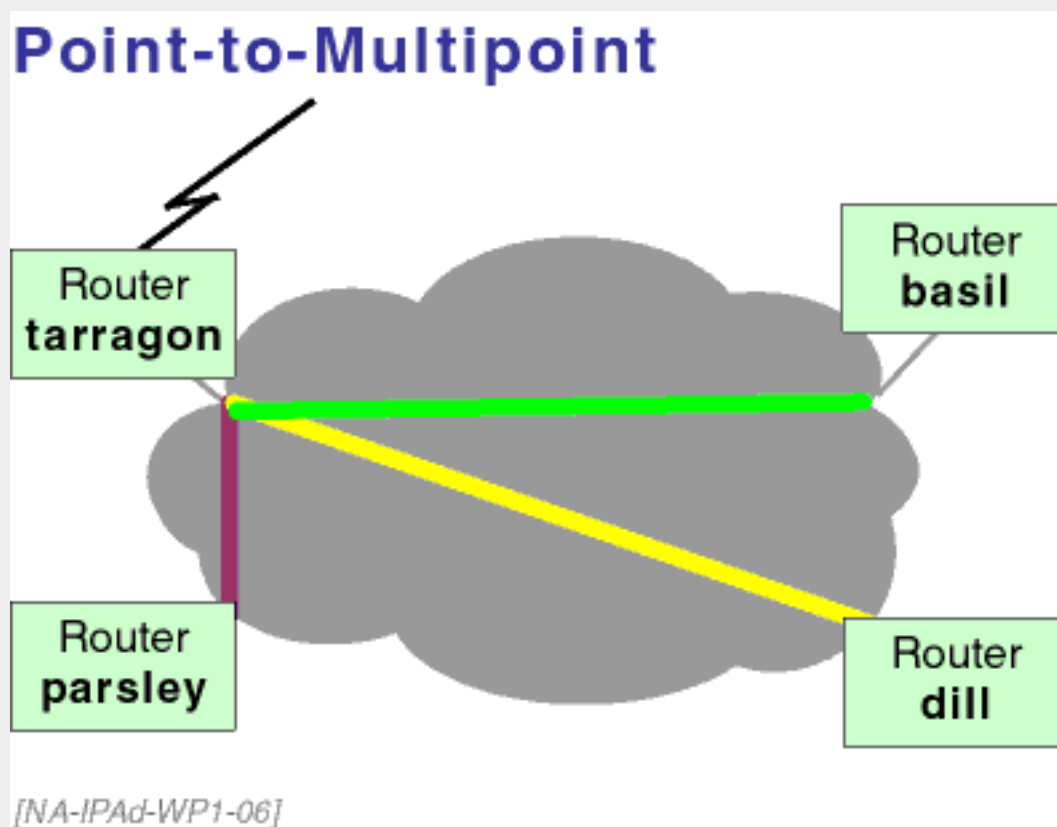 Point-to-Multipoint
Router
tarragon
Router
basil
Router
parsley
Router
dill
[NA-IPAd-WP1-06]